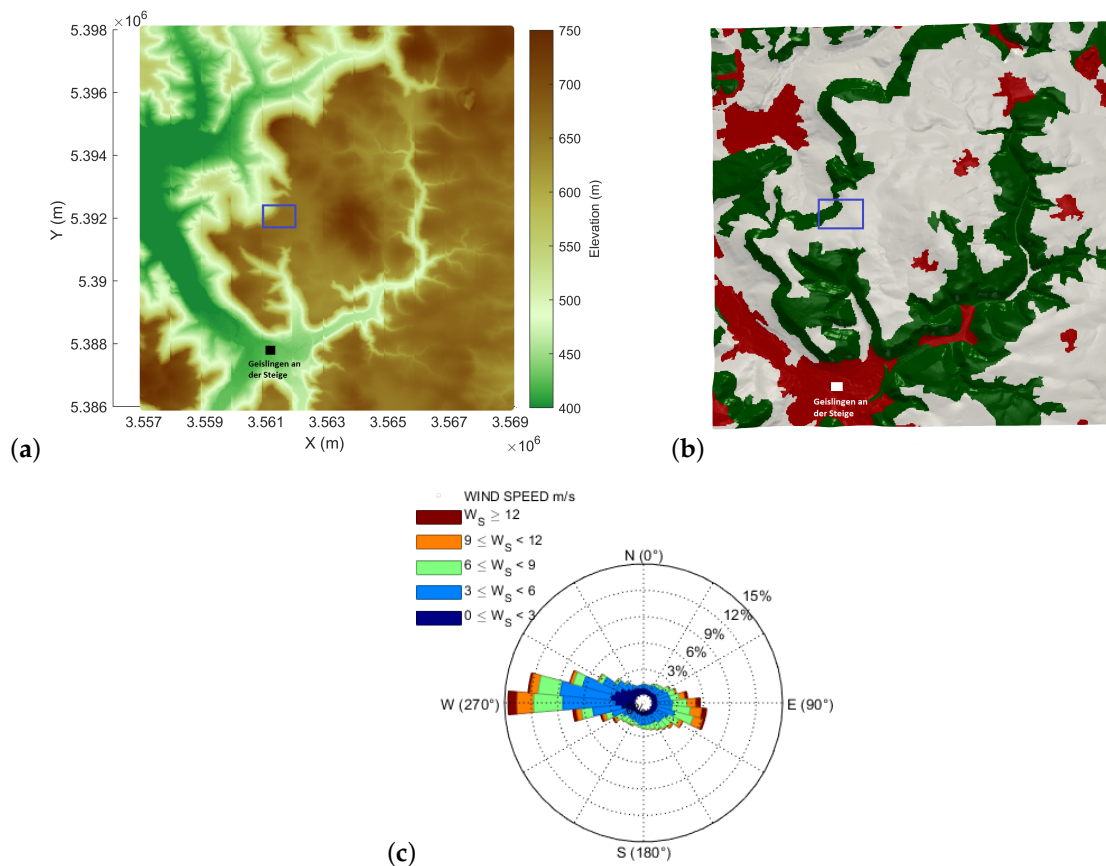 ×10⁶
5.398
5.396
5.394
5.392
5.39
5.388
5.386
Y (m)
3.557
3.559
3.561
3.563
3.565
3.567
3.569
X (m)
×10⁶
Geislingen an
der Steige
750
700
650
600
550
500
450
400
Elevation (m)
(a)
Geislingen an
der Steige
(b)
WIND SPEED m/s
W_S ≥ 12
9 ≤ W_S < 12
6 ≤ W_S < 9
3 ≤ W_S < 6
0 ≤ W_S < 3
N (0°)
15%
12%
9%
6%
3%
W (270°)
E (90°)
S (180°)
(c)